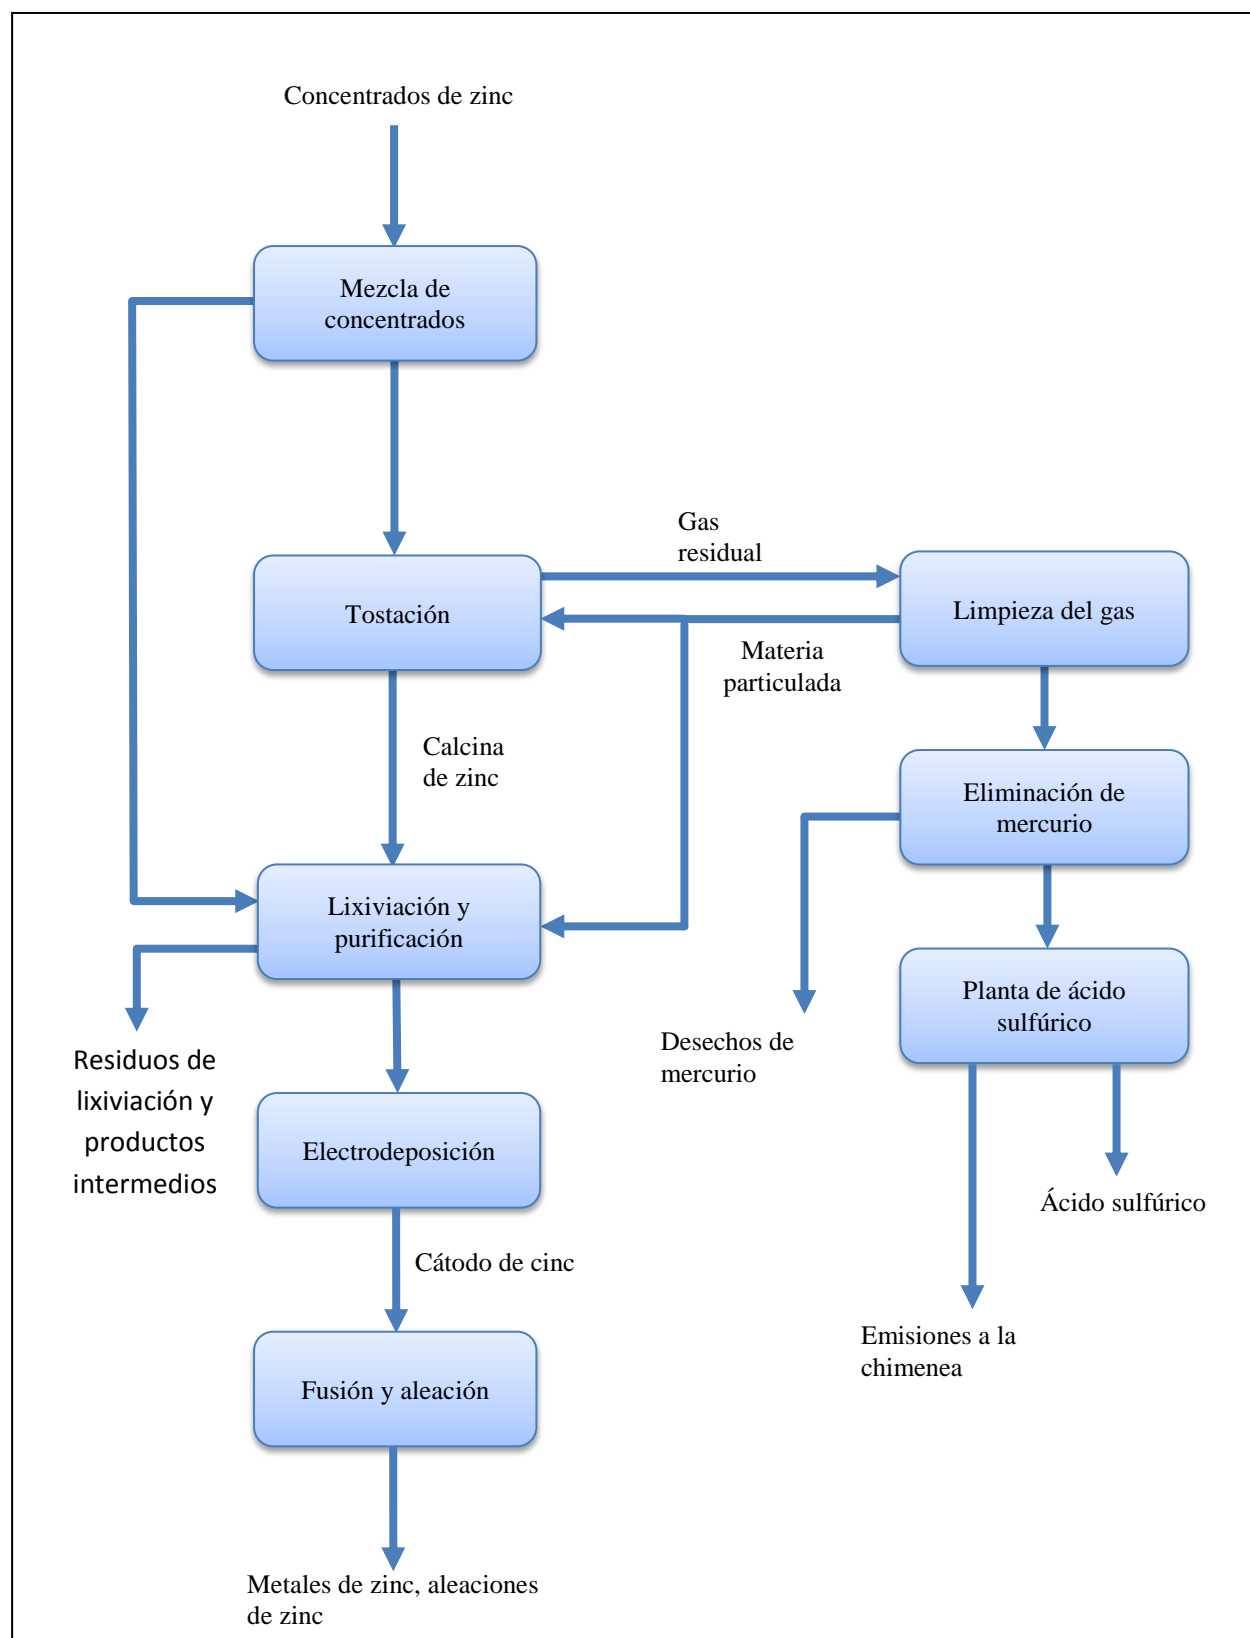 Concentrados de zinc
Mezcla de
concentrados
Gas
residual
Tostación
Limpieza del gas
Materia
particulada
Calcina
de zinc
Eliminación de
mercurio
Lixiviación y
purificación
Planta de ácido
sulfúrico
Desechos de
mercurio
Residuos de
lixiviación y
productos
intermedios
Electrodeposición
Ácido sulfúrico
Cátodo de cinc
Emisiones a la
chimenea
Fusión y aleación
Metales de zinc, aleaciones
de zinc